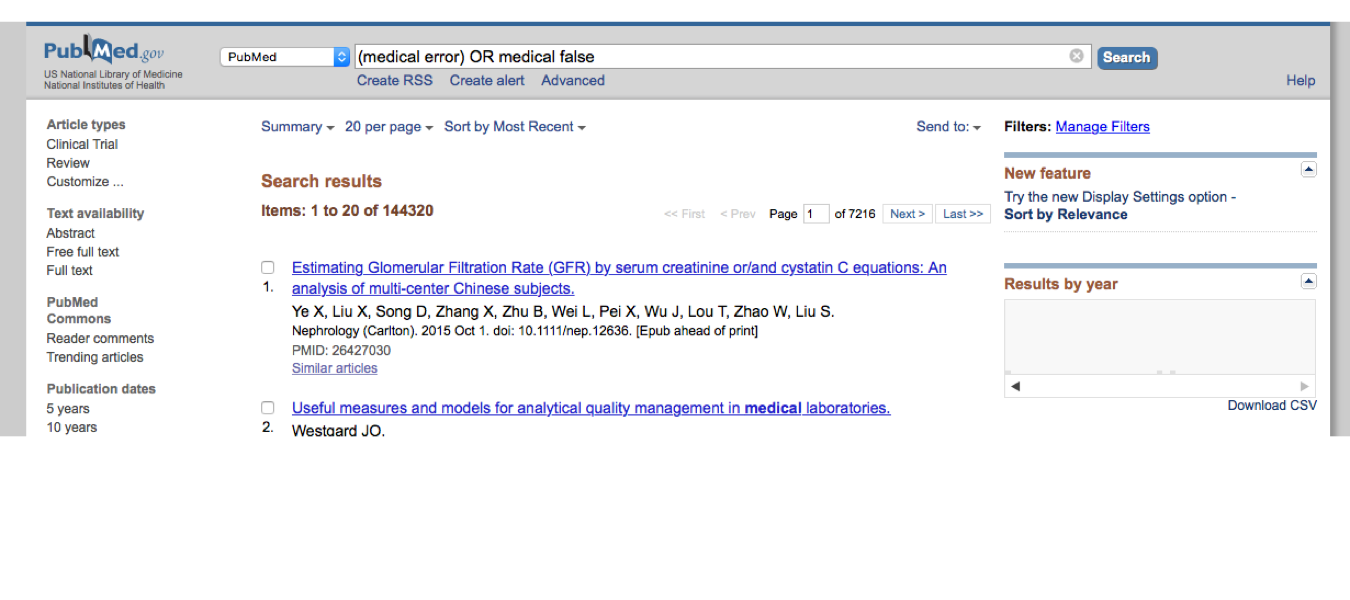 PubMed.gov
US National Library of Medicine
National Institutes of Health
PubMed
(medical error) OR medical false
Search
Create RSS Create alert Advanced
Help
Article types
Clinical Trial
Review
Customize ...
Text availability
Abstract
Free full text
Full text
PubMed
Commons
Reader comments
Trending articles
Publication dates
5 years
10 years
Summary 20 per page Sort by Most Recent Send to:
Search results
Items: 1 to 20 of 144320
<< First < Prev Page 1 of 7216 Next > Last >>
Estimating Glomerular Filtration Rate (GFR) by serum creatinine or/and cystatin C equations: An
1. analysis of multi-center Chinese subjects.
Ye X, Liu X, Song D, Zhang X, Zhu B, Wei L, Pei X, Wu J, Lou T, Zhao W, Liu S.
Nephrology (Carlton). 2015 Oct 1. doi: 10.1111/nep.12636. [Epub ahead of print]
PMID: 26427030
Similar articles
Useful measures and models for analytical quality management in medical laboratories.
2. Westgard JO.
Filters: Manage Filters
New feature
Try the new Display Settings option -
Sort by Relevance
Results by year
Download CSV